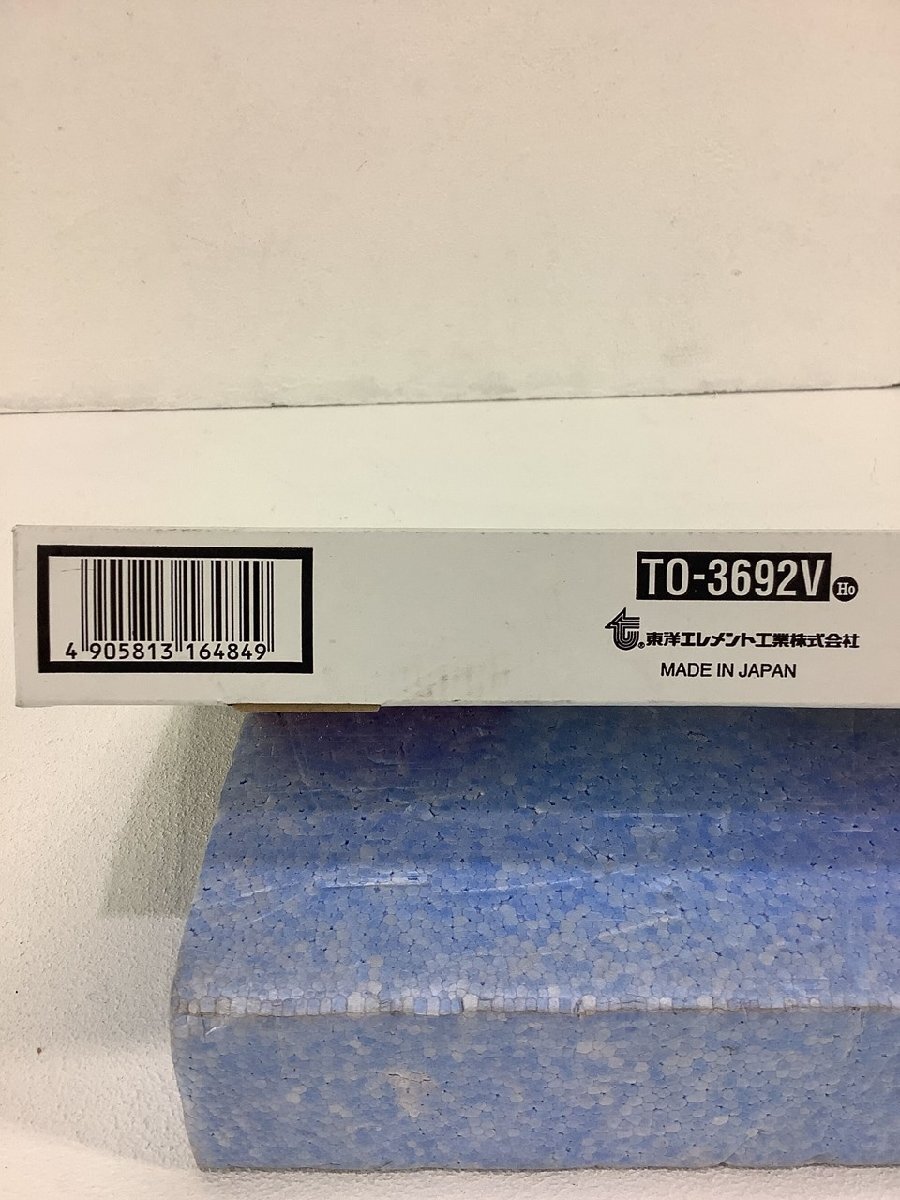 4 905813 164849
TO-3692V Ho
東洋エレメント工業株式会社
MADE IN JAPAN